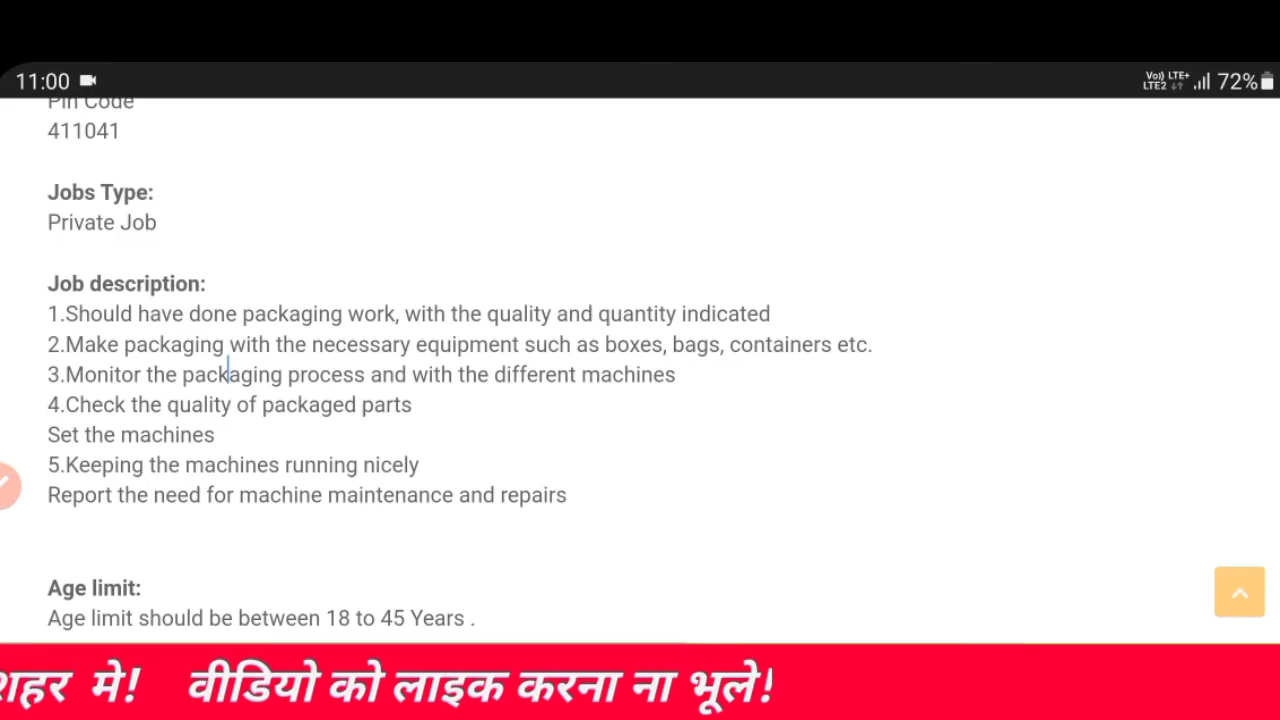 11:00
Vo)) LTE+
LTE2
72%
Pin Code
411041
Jobs Type:
Private Job
Job description:
1.Should have done packaging work, with the quality and quantity indicated
2.Make packaging with the necessary equipment such as boxes, bags, containers etc.
3.Monitor the packaging process and with the different machines
4.Check the quality of packaged parts
Set the machines
5.Keeping the machines running nicely
Report the need for machine maintenance and repairs
Age limit:
Age limit should be between 18 to 45 Years .
शहर मे! वीडियो को लाइक करना ना भूले!